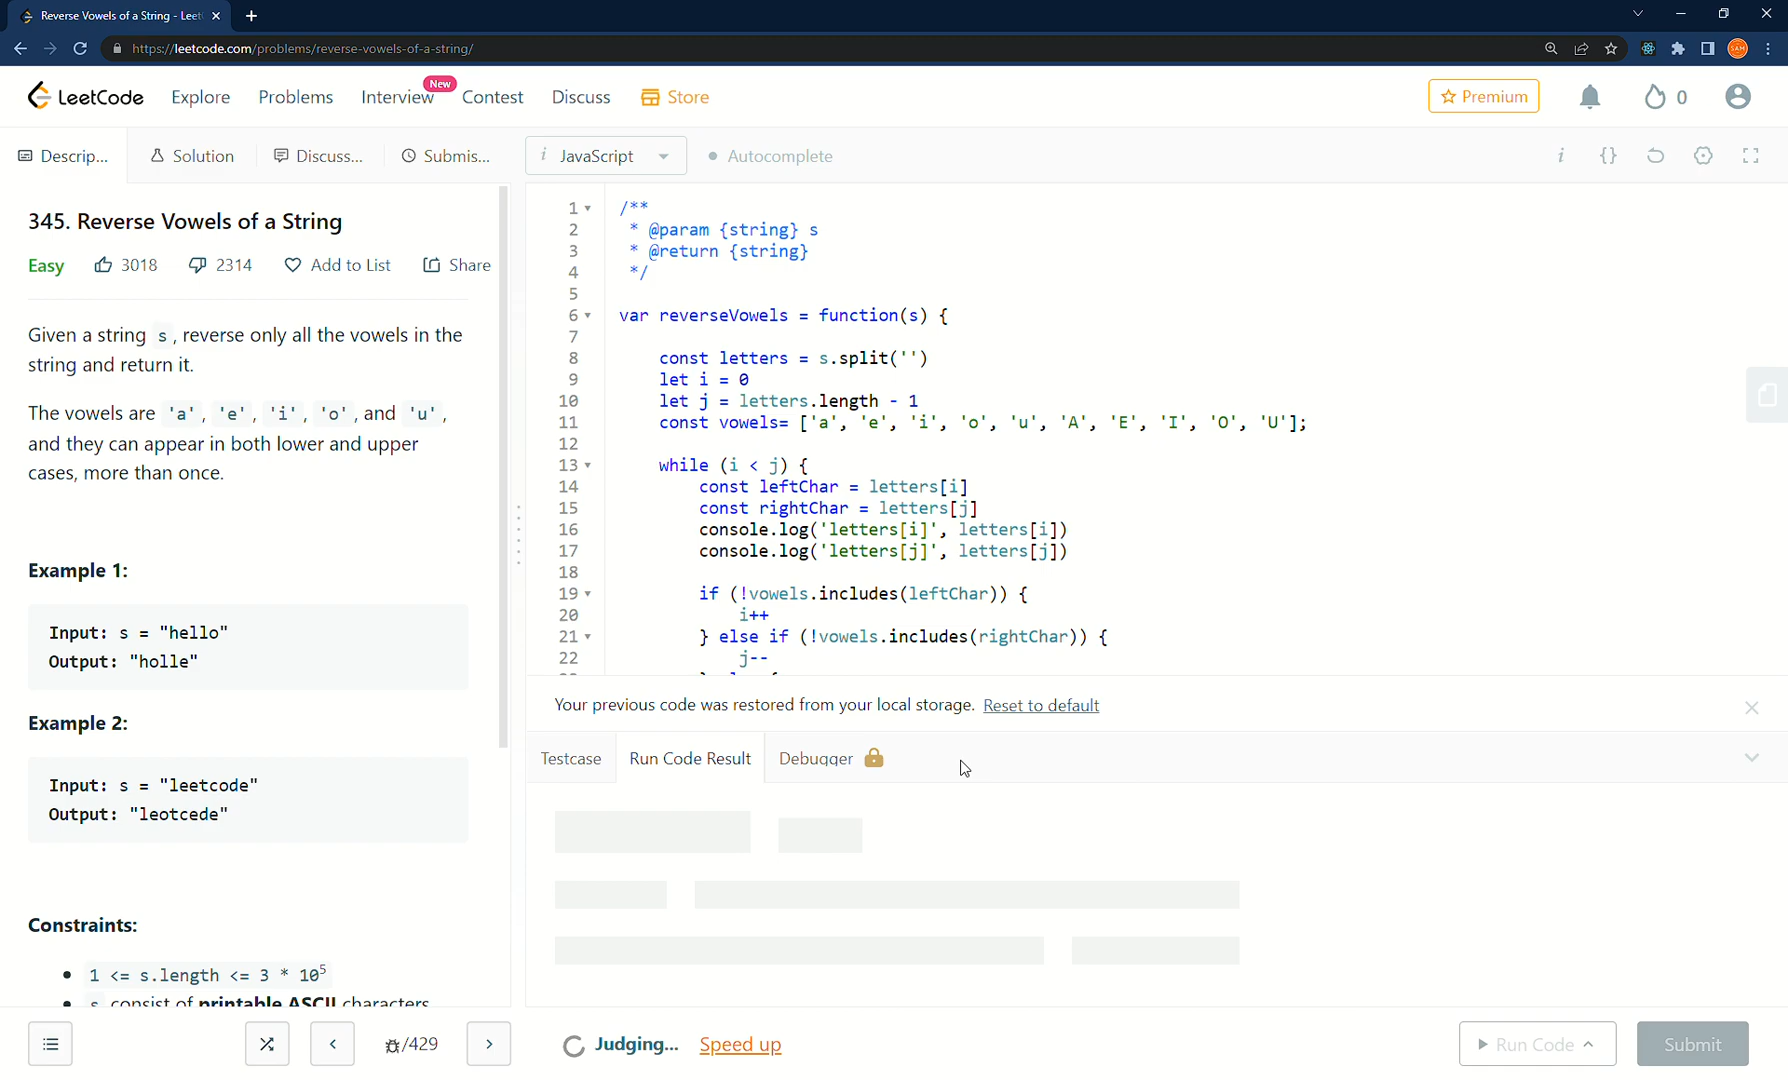 Reverse Vowels of a String - Leet
https://leetcode.com/problems/reverse-vowels-of-a-string/
SAM
LeetCode
Explore
Problems
Interview
New
Contest
Discuss
Store
Premium
0
Descrip...
Solution
Discuss...
Submis...
i JavaScript
Autocomplete
i
{}
345. Reverse Vowels of a String
Easy
3018
2314
Add to List
Share
Given a string s , reverse only all the vowels in the
string and return it.
The vowels are 'a' , 'e' , 'i' , 'o' , and 'u' ,
and they can appear in both lower and upper
cases, more than once.
Example 1:
Input: s = "hello"
Output: "holle"
Example 2:
Input: s = "leetcode"
Output: "leotcede"
Constraints:
1 <= s.length <= 3 * 10⁵
s consist of printable ASCII characters
/429
1 /**
2 * @param {string} s
3 * @return {string}
4 */
5
6 var reverseVowels = function(s) {
7
8 const letters = s.split('')
9 let i = 0
10 let j = letters.length - 1
11 const vowels= ['a', 'e', 'i', 'o', 'u', 'A', 'E', 'I', 'O', 'U'];
12
13 while (i < j) {
14 const leftChar = letters[i]
15 const rightChar = letters[j]
16 console.log('letters[i]', letters[i])
17 console.log('letters[j]', letters[j])
18
19 if (!vowels.includes(leftChar)) {
20 i++
21 } else if (!vowels.includes(rightChar)) {
22 j--
Your previous code was restored from your local storage. Reset to default
Testcase
Run Code Result
Debugger
Judging...
Speed up
Run Code
Submit